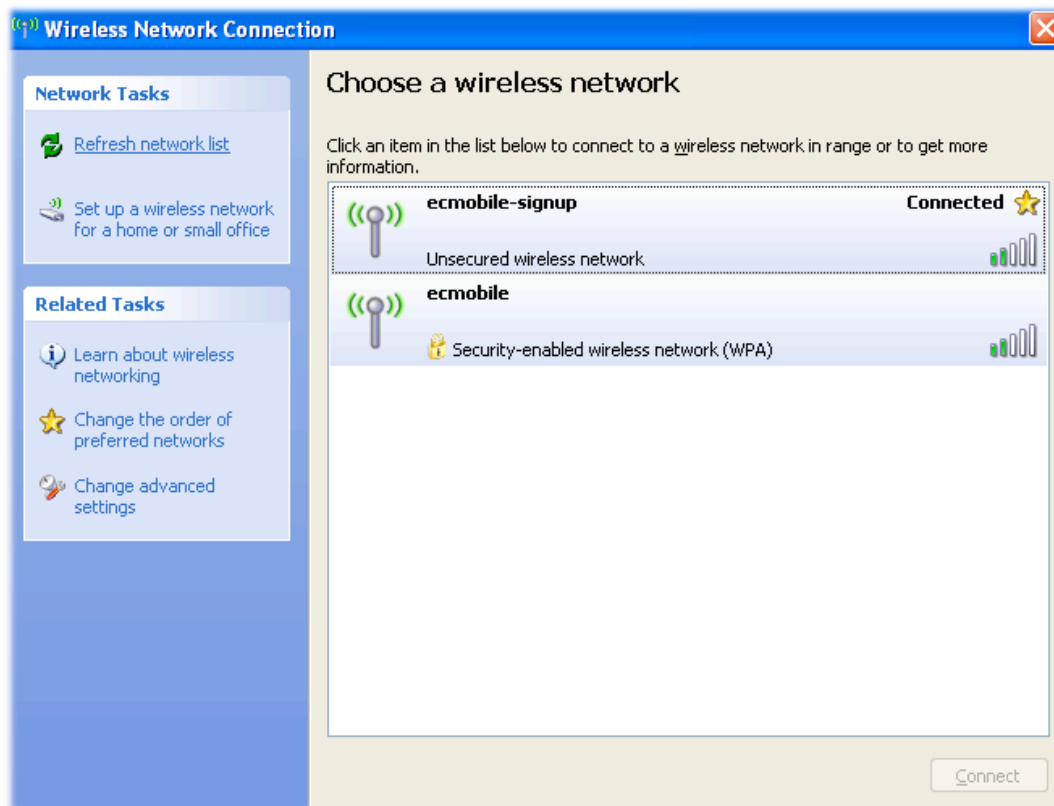 Wireless Network Connection
Network Tasks
Refresh network list
Set up a wireless network
for a home or small office
Related Tasks
Learn about wireless
networking
Change the order of
preferred networks
Change advanced
settings
Choose a wireless network
Click an item in the list below to connect to a wireless network in range or to get more
information.
ecmobile-signup Connected
Unsecured wireless network
ecmobile
Security-enabled wireless network (WPA)
Connect